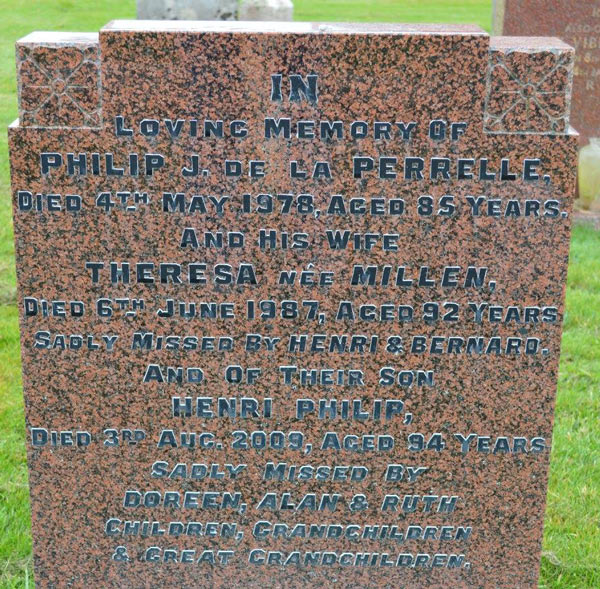 IN
LOVING MEMORY OF
PHILIP J. DE LA PERRELLE,
DIED 4TH MAY 1978, AGED 85 YEARS.
AND HIS WIFE
THERESA NÉE MILLEN,
DIED 6TH JUNE 1987, AGED 92 YEARS.
SADLY MISSED BY HENRI & BERNARD,
AND OF THEIR SON
HENRI PHILIP,
DIED 3RD AUG. 2009, AGED 94 YEARS
SADLY MISSED BY
DOREEN, ALAN & RUTH
CHILDREN, GRANDCHILDREN
& GREAT GRANDCHILDREN.